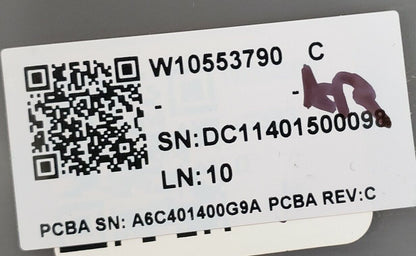 W10553790 C
- -
SN:DC11401500098
LN:10
PCBA SN: A6C401400G9A PCBA REV:C